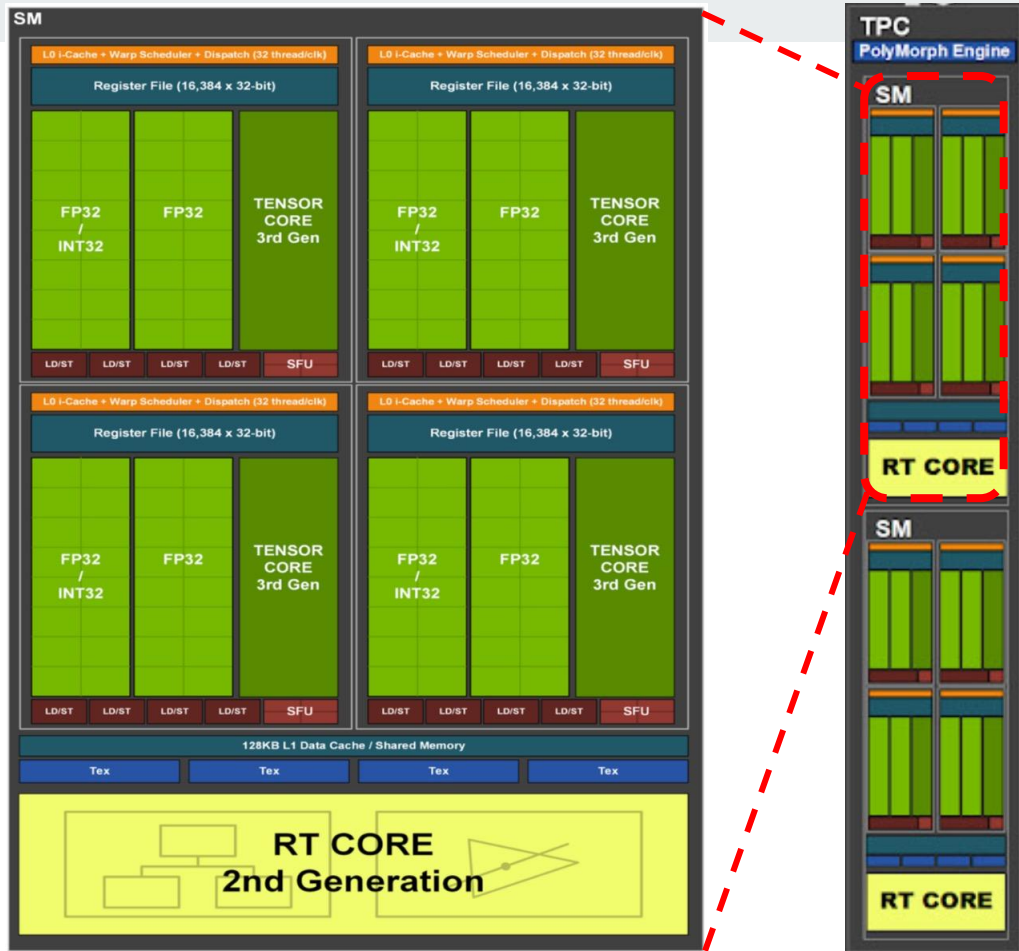 SM
L0 i-Cache + Warp Scheduler + Dispatch (32 thread/clk)
Register File (16,384 x 32-bit)
FP32
/
INT32
FP32
TENSOR
CORE
3rd Gen
LD/ST LD/ST LD/ST LD/ST SFU
L0 i-Cache + Warp Scheduler + Dispatch (32 thread/clk)
Register File (16,384 x 32-bit)
FP32
/
INT32
FP32
TENSOR
CORE
3rd Gen
LD/ST LD/ST LD/ST LD/ST SFU
L0 i-Cache + Warp Scheduler + Dispatch (32 thread/clk)
Register File (16,384 x 32-bit)
FP32
/
INT32
FP32
TENSOR
CORE
3rd Gen
LD/ST LD/ST LD/ST LD/ST SFU
L0 i-Cache + Warp Scheduler + Dispatch (32 thread/clk)
Register File (16,384 x 32-bit)
FP32
/
INT32
FP32
TENSOR
CORE
3rd Gen
LD/ST LD/ST LD/ST LD/ST SFU
128KB L1 Data Cache / Shared Memory
Tex Tex Tex Tex
RT CORE
2nd Generation
TPC
PolyMorph Engine
SM
RT CORE
SM
RT CORE